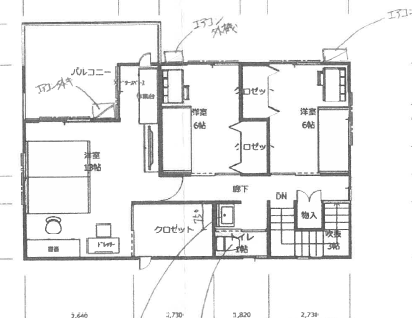 エアコン
外機
エアコン
バルコニー
エアコン外キ
クロゼット
洋室
6帖
洋室
6帖
クロゼット
洋室
13帖
廊下
DN
物入
クロゼット
トイレ
1帖
吹抜
3帖
ドレッサー
書斎
2,640
2,730
1,820
2,730